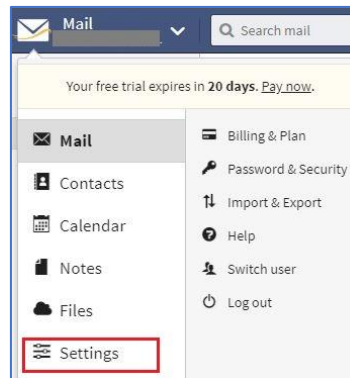 Mail
Search mail
Your free trial expires in 20 days. Pay now.
Mail
Contacts
Calendar
Notes
Files
Settings
Billing & Plan
Password & Security
Import & Export
Help
Switch user
Log out